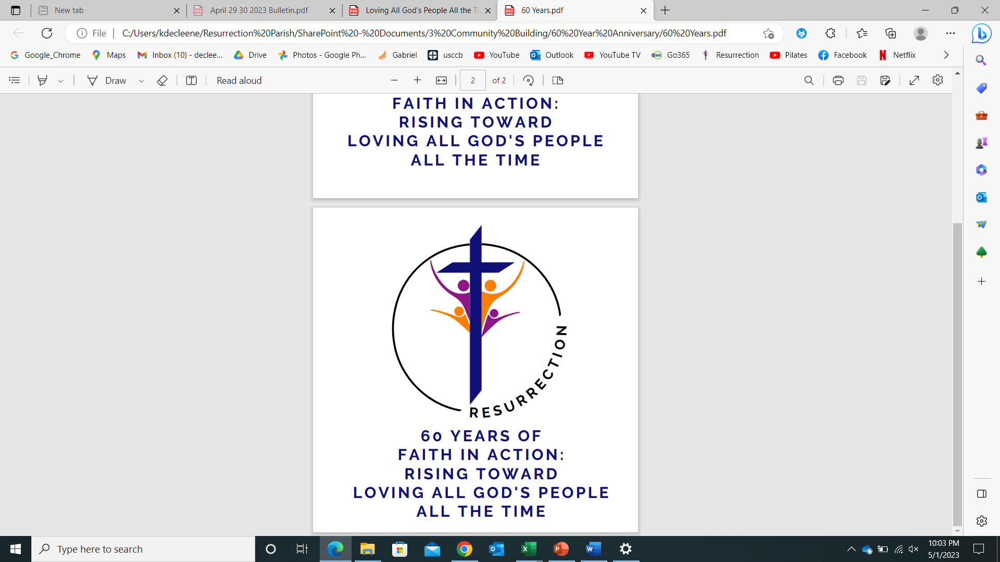 New tab
April 29 30 2023 Bulletin.pdf
Loving All God's People All the Ti
60 Years.pdf
File
C:/Users/kdecleene/Resurrection%20Parish/SharePoint%20-%20Documents/3%20Community%20Building/60%20Year%20Anniversary/60%20Years.pdf
Google_Chrome
Maps
Inbox (10) - declee...
Drive
Photos - Google Ph...
Gabriel
usccb
YouTube
Outlook
YouTube TV
Go365
Resurrection
Pilates
Facebook
Netflix
Draw
Read aloud
2
of 2
FAITH IN ACTION:
RISING TOWARD
LOVING ALL GOD'S PEOPLE
ALL THE TIME
RESURRECTION
60 YEARS OF
FAITH IN ACTION:
RISING TOWARD
LOVING ALL GOD'S PEOPLE
ALL THE TIME
Type here to search
10:03 PM
5/1/2023